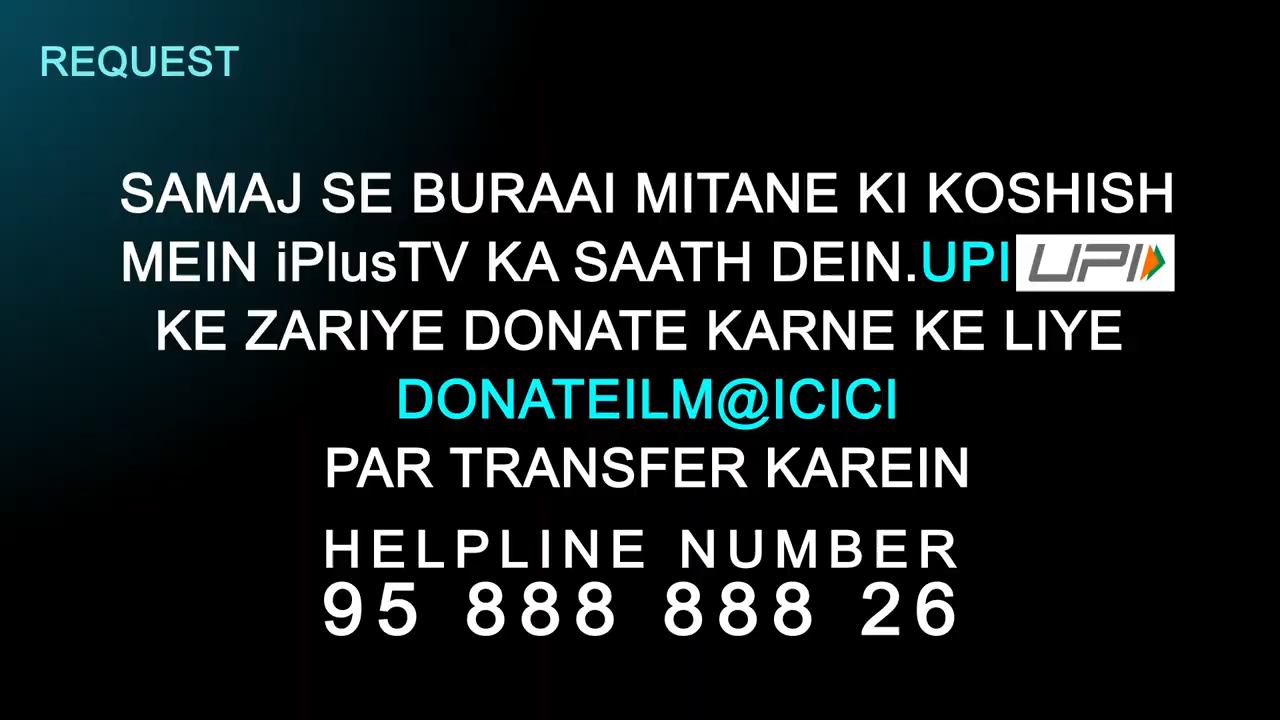 REQUEST
SAMAJ SE BURAAI MITANE KI KOSHISH
MEIN iPlusTV KA SAATH DEIN.UPI UPI
KE ZARIYE DONATE KARNE KE LIYE
DONATEILM@ICICI
PAR TRANSFER KAREIN
HELPLINE NUMBER
95 888 888 26